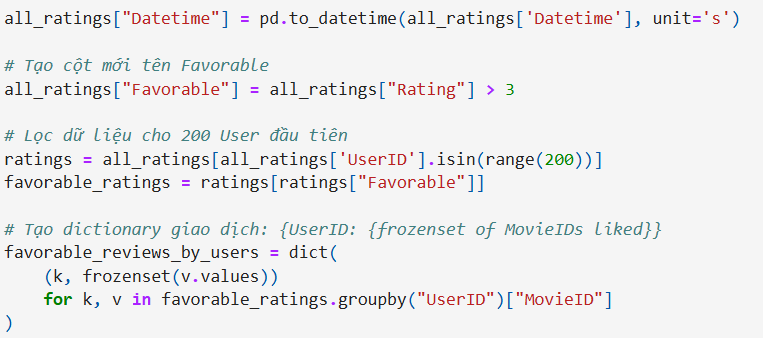 all_ratings["Datetime"] = pd.to_datetime(all_ratings['Datetime'], unit='s')

# Tạo cột mới tên Favorable
all_ratings["Favorable"] = all_ratings["Rating"] > 3

# Lọc dữ liệu cho 200 User đầu tiên
ratings = all_ratings[all_ratings['UserID'].isin(range(200))]
favorable_ratings = ratings[ratings["Favorable"]]

# Tạo dictionary giao dịch: {UserID: {frozenset of MovieIDs liked}}
favorable_reviews_by_users = dict(
    (k, frozenset(v.values))
    for k, v in favorable_ratings.groupby("UserID")["MovieID"]
)